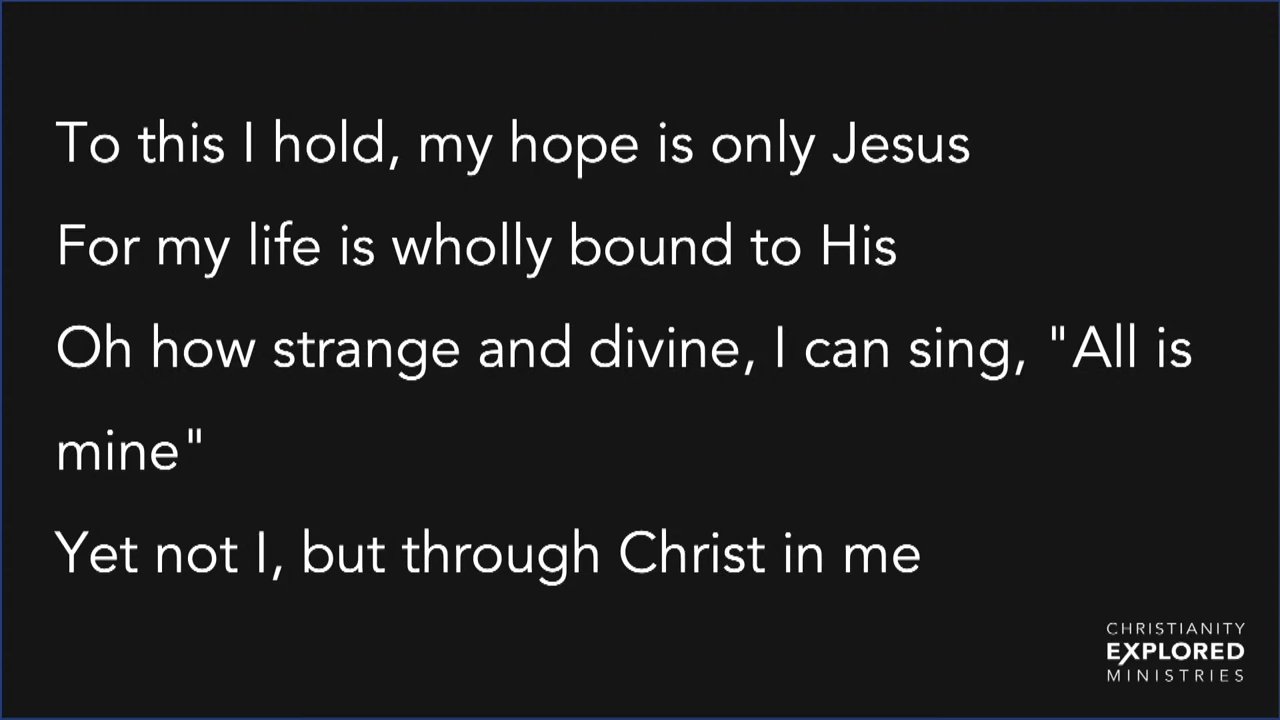 To this I hold, my hope is only Jesus
For my life is wholly bound to His
Oh how strange and divine, I can sing, "All is
mine"
Yet not I, but through Christ in me
CHRISTIANITY
EXPLORED
MINISTRIES